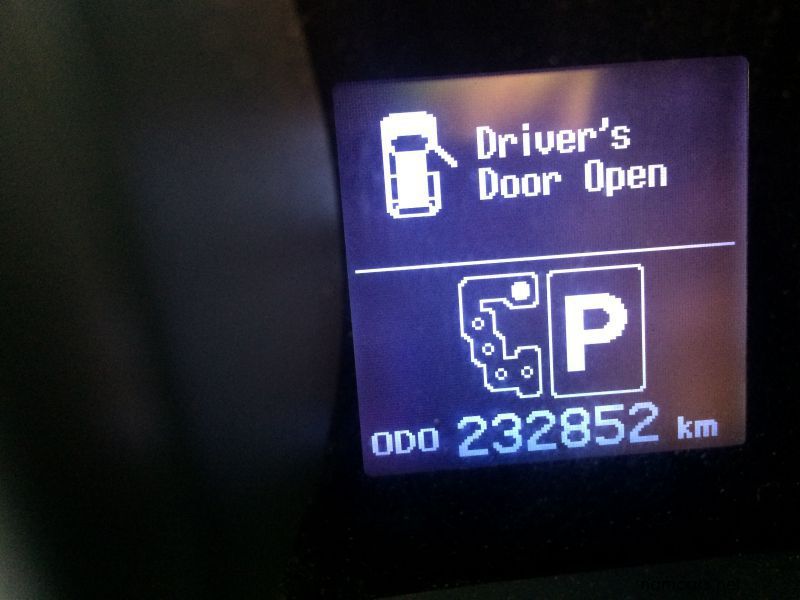 Driver's
Door Open
P
ODO 232852 km